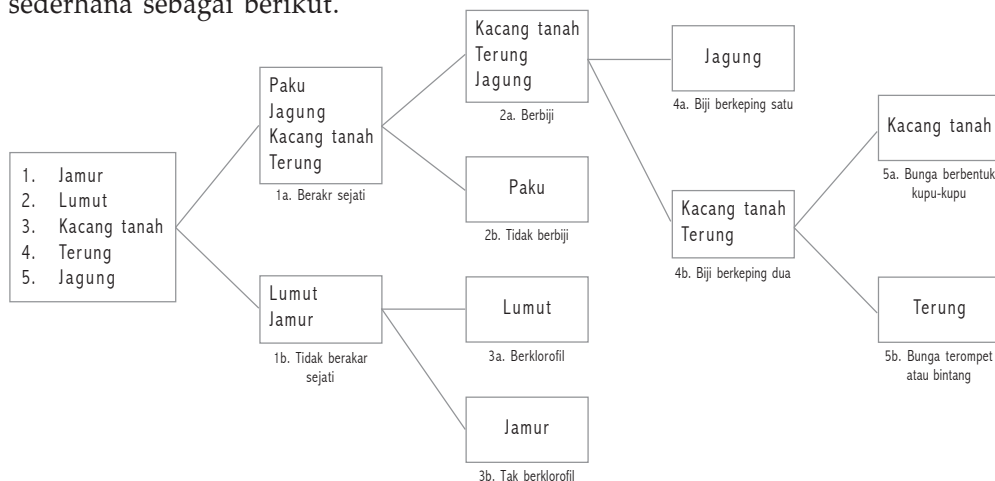 sederhana sebagai berikut.
1. Jamur
2. Lumut
3. Kacang tanah
4. Terung
5. Jagung
Paku
Jagung
Kacang tanah
Terung
1a. Berakr sejati
Lumut
Jamur
1b. Tidak berakar
sejati
Kacang tanah
Terung
Jagung
2a. Berbiji
Paku
2b. Tidak berbiji
Lumut
3a. Berklorofil
Jamur
3b. Tak berklorofil
Jagung
4a. Biji berkeping satu
Kacang tanah
Terung
4b. Biji berkeping dua
Kacang tanah
5a. Bunga berbentuk
kupu-kupu
Terung
5b. Bunga terompet
atau bintang